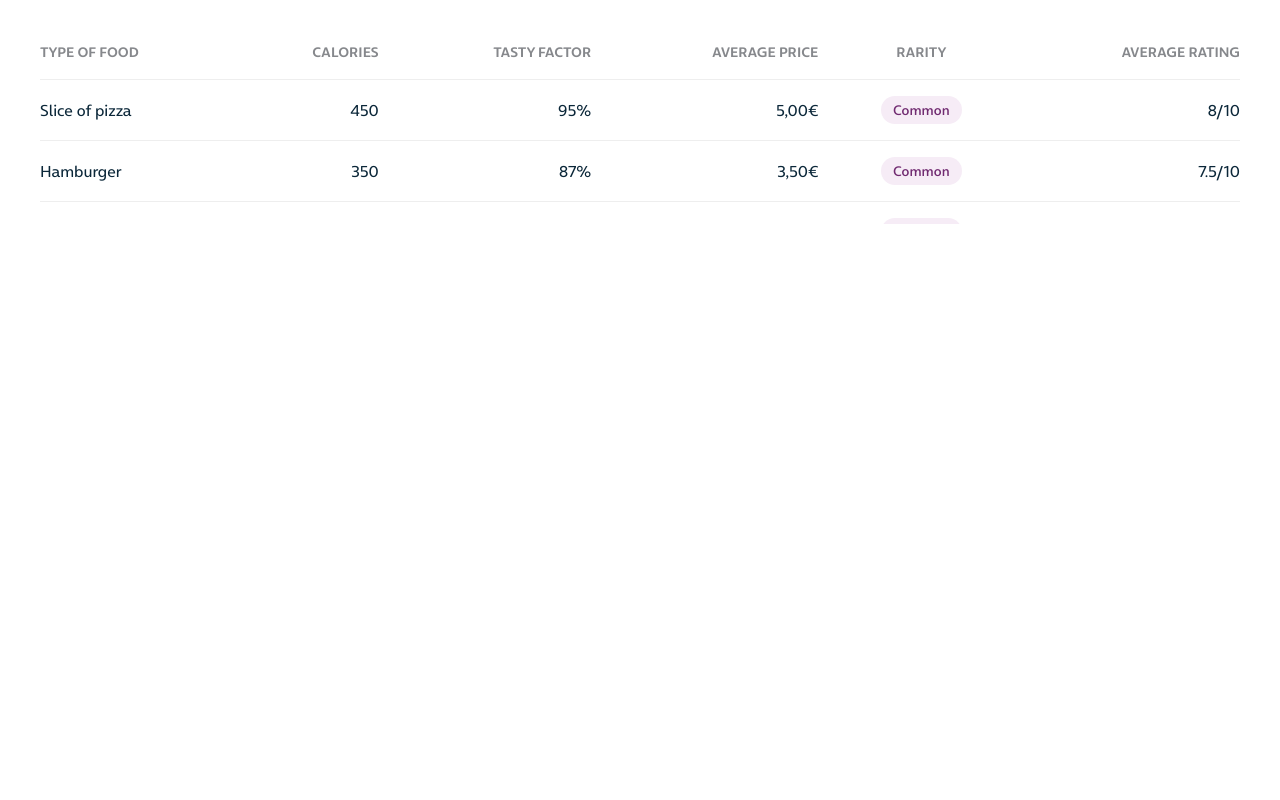 TYPE OF FOOD CALORIES TASTY FACTOR AVERAGE PRICE RARITY AVERAGE RATING
Slice of pizza 450 95% 5,00€ Common 8/10
Hamburger 350 87% 3,50€ Common 7.5/10